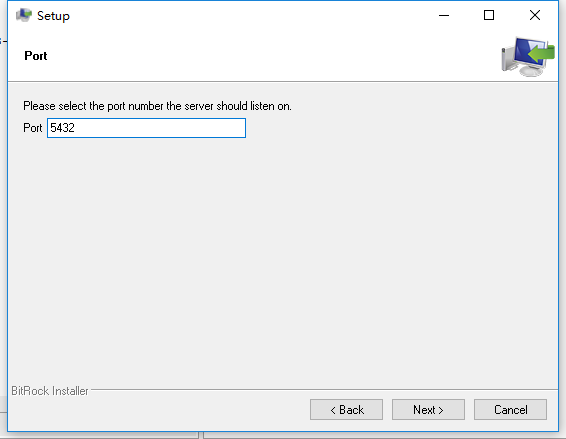 Setup
Port
Please select the port number the server should listen on.
Port 5432
BitRock Installer
< Back Next > Cancel